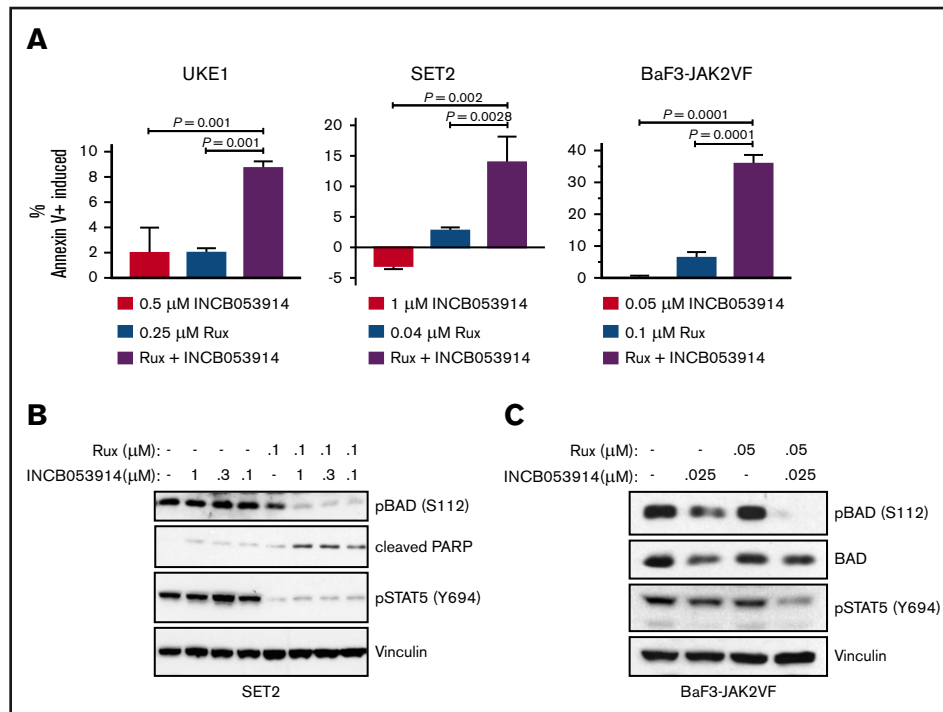 A
UKE1
SET2
BaF3-JAK2VF
%
Annexin V+ induced
P = 0.001
P = 0.001
10
8
6
4
2
0
P = 0.002
P = 0.0028
20
15
10
5
0
-5
P = 0.0001
P = 0.0001
40
30
20
10
0
0.5 μM INCB053914
0.25 μM Rux
Rux + INCB053914
1 μM INCB053914
0.04 μM Rux
Rux + INCB053914
0.05 μM INCB053914
0.1 μM Rux
Rux + INCB053914
B
Rux (μM): - - - - .1 .1 .1 .1
INCB053914(μM): - 1 .3 .1 - 1 .3 .1
pBAD (S112)
cleaved PARP
pSTAT5 (Y694)
Vinculin
SET2
C
Rux (μM): - - .05 .05
INCB053914(μM): - .025 - .025
pBAD (S112)
BAD
pSTAT5 (Y694)
Vinculin
BaF3-JAK2VF